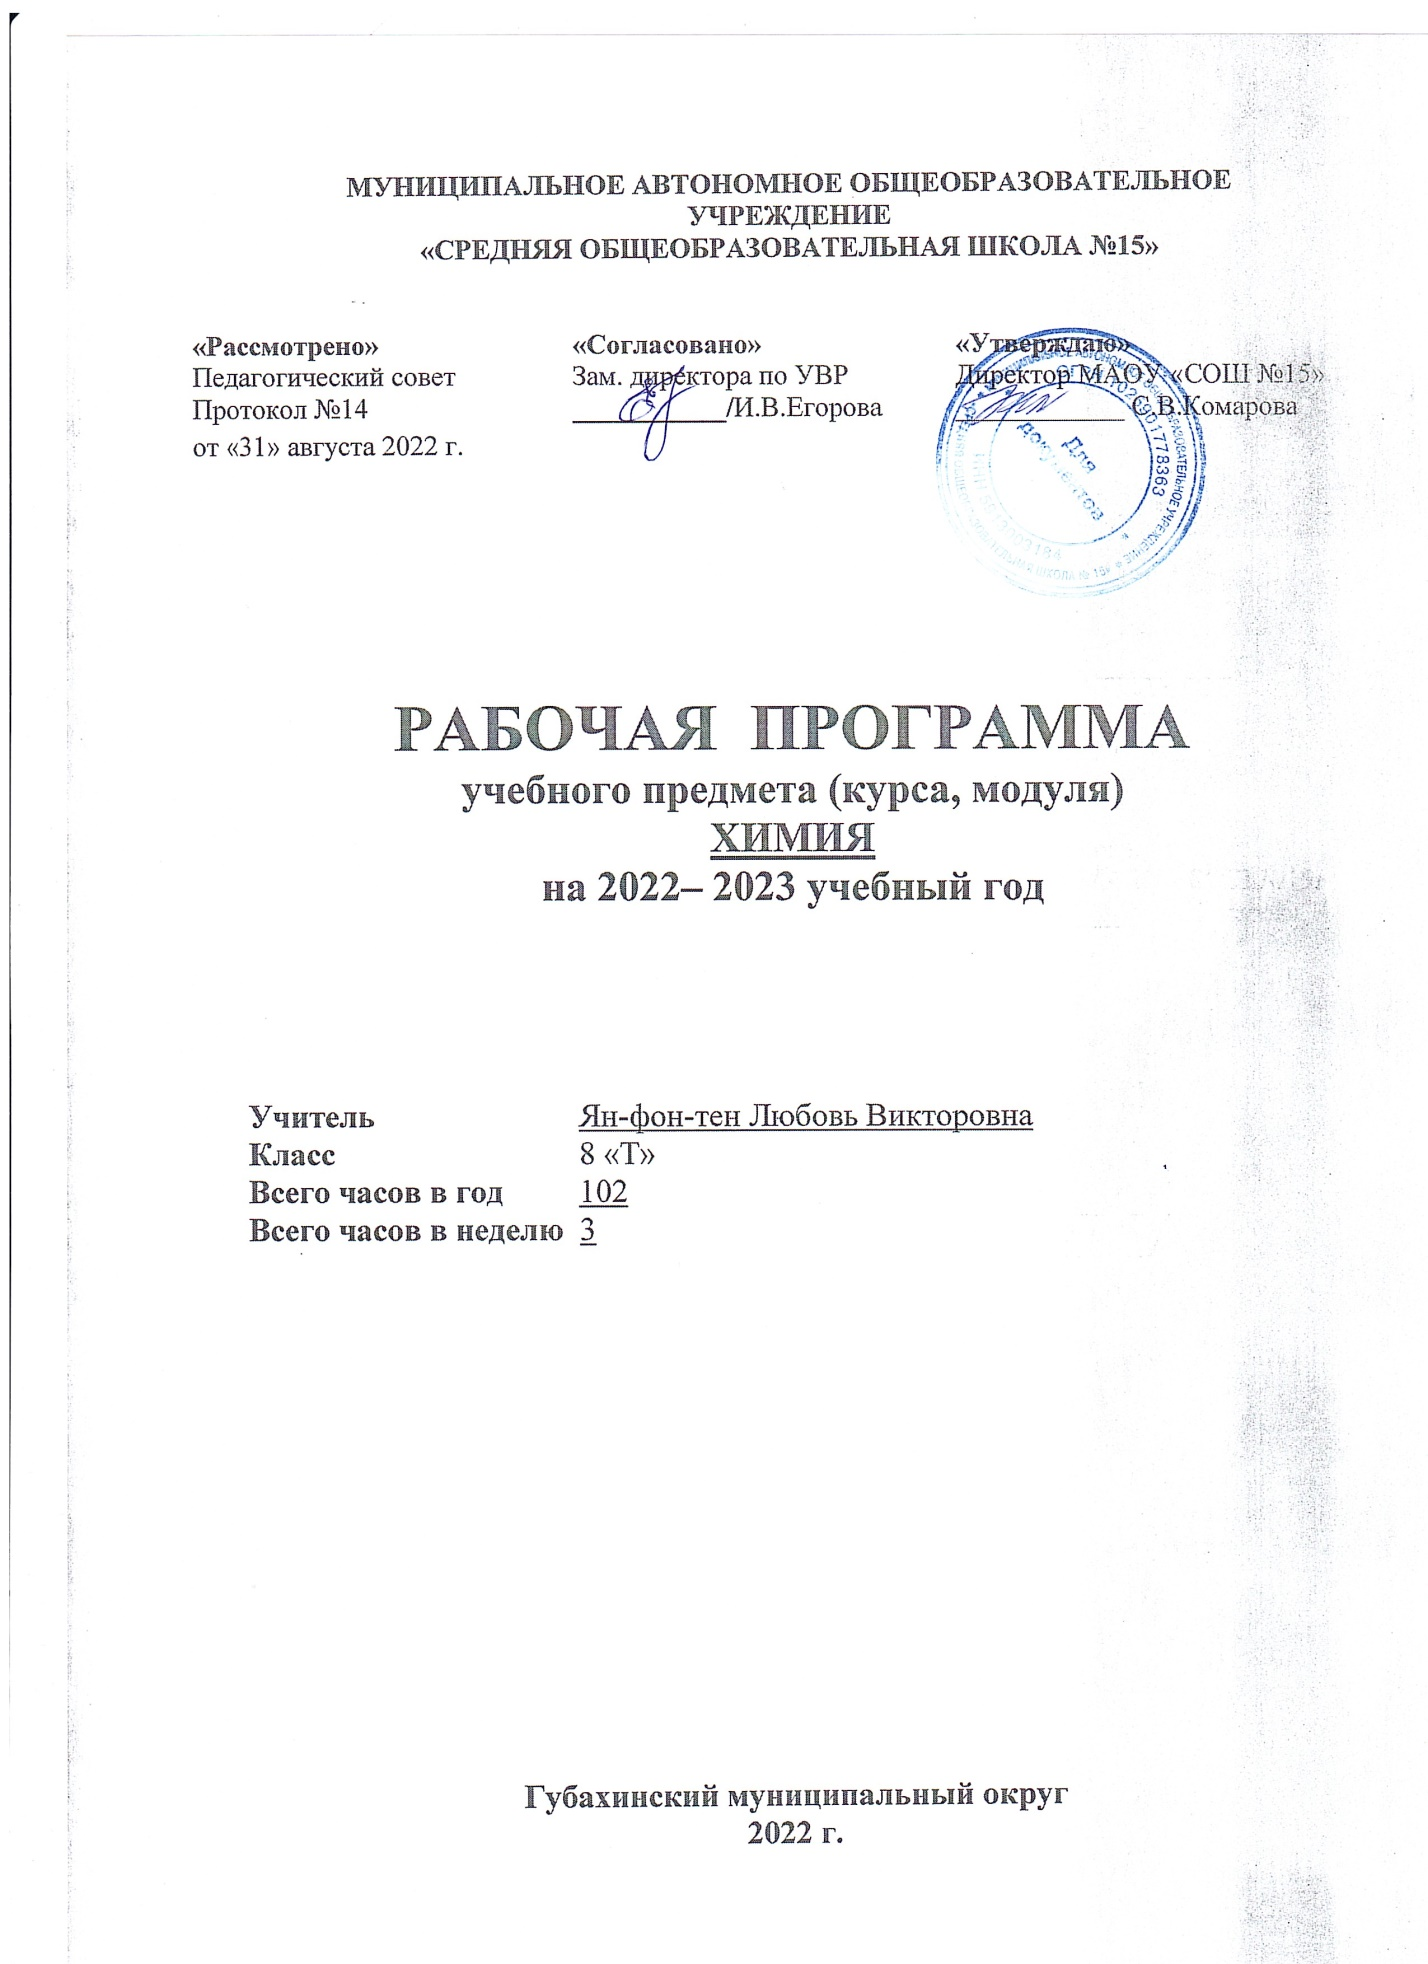 МУНИЦИПАЛЬНОЕ АВТОНОМНОЕ ОБЩЕОБРАЗОВАТЕЛЬНОЕ
УЧРЕЖДЕНИЕ
«СРЕДНЯЯ ОБЩЕОБРАЗОВАТЕЛЬНАЯ ШКОЛА №15»
«Рассмотрено»
Педагогический совет
Протокол №14
от «31» августа 2022 г.
«Согласовано»
Зам. директора по УВР
___________/И.В.Егорова
«Утверждаю»
Директор МАОУ «СОШ №15»
____________ С.В.Комарова
Для
документов
РАБОЧАЯ ПРОГРАММА
учебного предмета (курса, модуля)
ХИМИЯ
на 2022– 2023 учебный год
Учитель Ян-фон-тен Любовь Викторовна
Класс 8 «Т»
Всего часов в год 102
Всего часов в неделю 3
Губахинский муниципальный округ
2022 г.